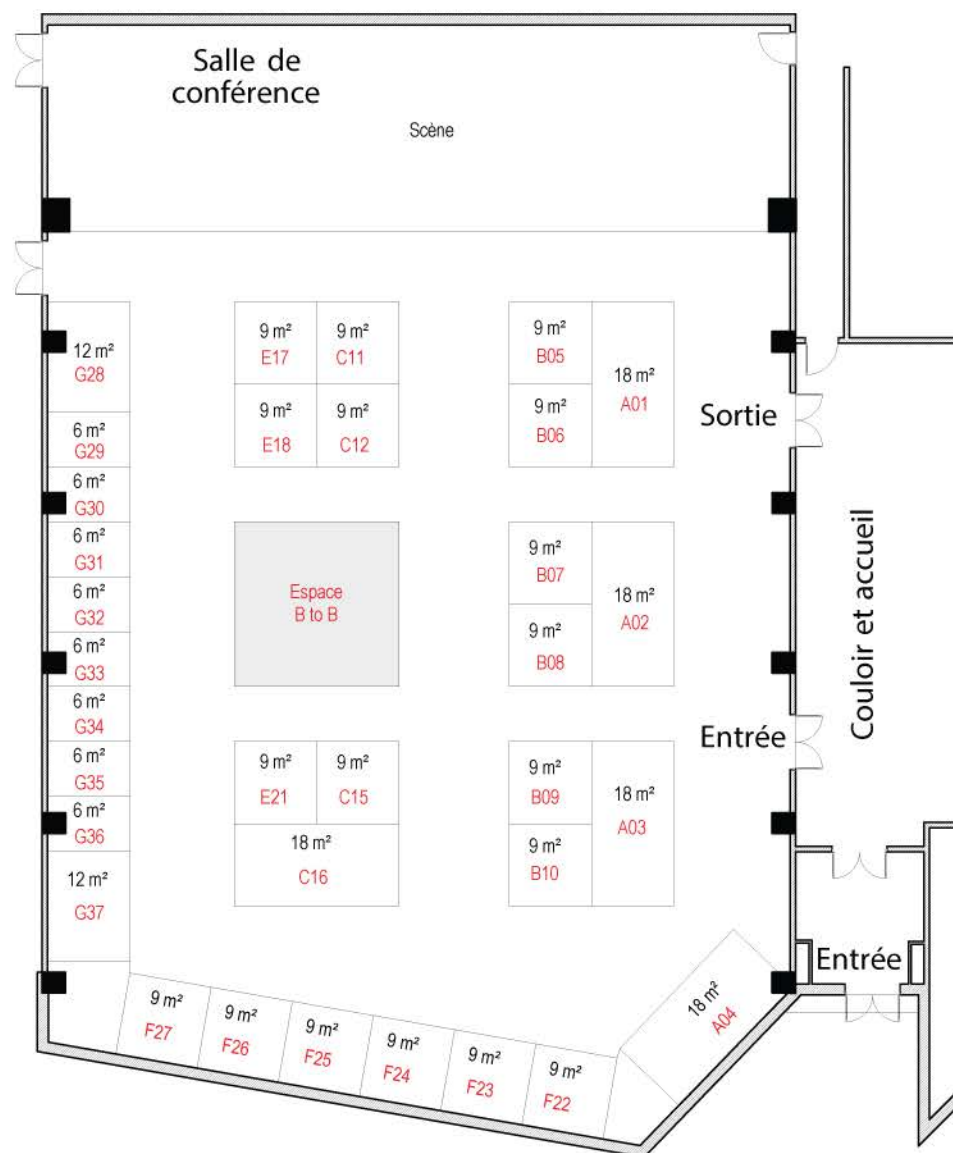 Salle de
conférence
Scène
12 m²
G28
6 m²
G29
6 m²
G30
6 m²
G31
6 m²
G32
6 m²
G33
6 m²
G34
6 m²
G35
6 m²
G36
12 m²
G37
9 m²
E17
9 m²
C11
9 m²
E18
9 m²
C12
Espace
B to B
9 m²
E21
9 m²
C15
18 m²
C16
9 m²
B05
9 m²
B06
18 m²
A01
9 m²
B07
9 m²
B08
18 m²
A02
9 m²
B09
9 m²
B10
18 m²
A03
Sortie
Entrée
Couloir et accueil
Entrée
9 m²
F27
9 m²
F26
9 m²
F25
9 m²
F24
9 m²
F23
9 m²
F22
18 m²
A04